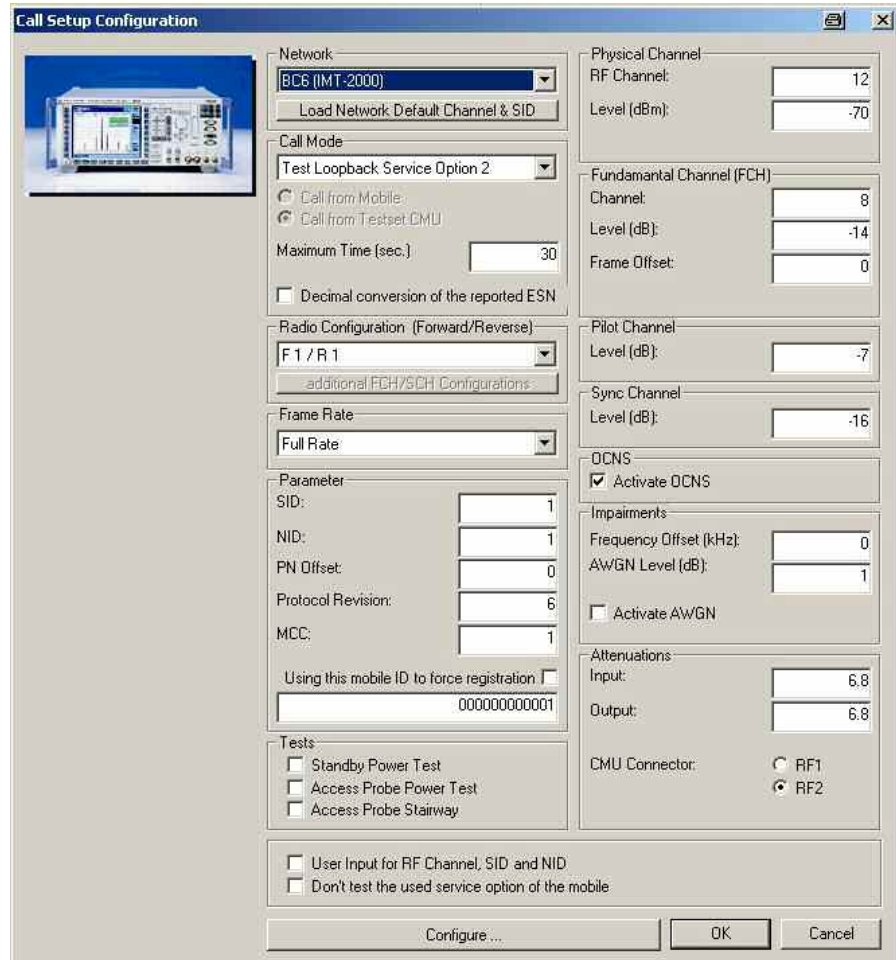 Call Setup Configuration
Network
BC6 (IMT-2000)
Load Network Default Channel & SID
Call Mode
Test Loopback Service Option 2
Call from Mobile
Call from Testset CMU
Maximum Time (sec.)
30
Decimal conversion of the reported ESN
Radio Configuration (Forward/Reverse)
F 1 / R 1
additional FCH/SCH Configurations
Frame Rate
Full Rate
Parameter
SID:
1
NID:
1
PN Offset:
0
Protocol Revision:
6
MCC:
1
Using this mobile ID to force registration
000000000001
Tests
Standby Power Test
Access Probe Power Test
Access Probe Stairway
Physical Channel
RF Channel:
12
Level (dBm):
-70
Fundamantal Channel (FCH)
Channel:
8
Level (dB):
-14
Frame Offset:
0
Pilot Channel
Level (dB):
-7
Sync Channel
Level (dB):
-16
OCNS
Activate OCNS
Impairments
Frequency Offset (kHz):
0
AWGN Level (dB):
1
Activate AWGN
Attenuations
Input:
6.8
Output:
6.8
CMU Connector:
RF1
RF2
User Input for RF Channel, SID and NID
Don't test the used service option of the mobile
Configure ...
OK
Cancel